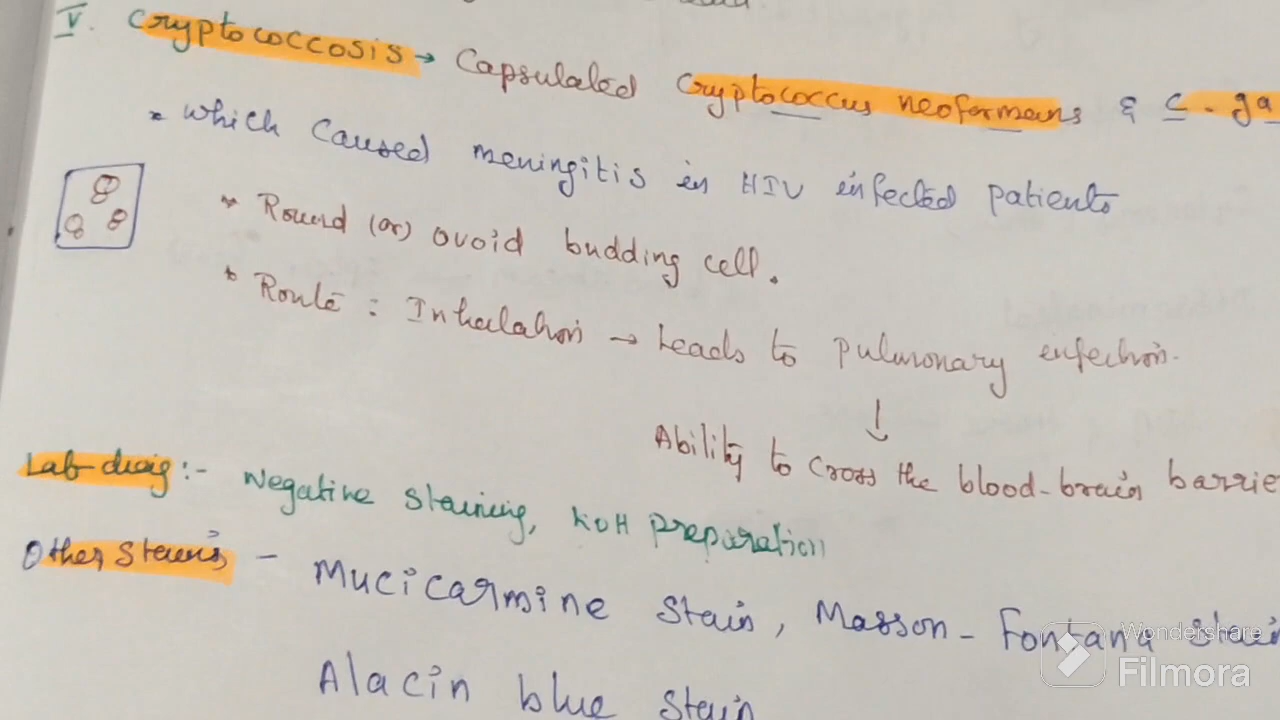 V. Cryptococcosis → Capsulated Cryptococcus neoformans & C. ga
* which caused meningitis in HIV infected patients
* Round (or) ovoid budding cell.
* Route : Inhalation → Leads to pulmonary infection.
↓
Ability to cross the blood-brain barrie
Lab diag :- Negative staining, KOH preparation
Other stains - Mucicarmine stain, Masson-Fontana stain
Alacin blue stain
Wondershare
Filmora